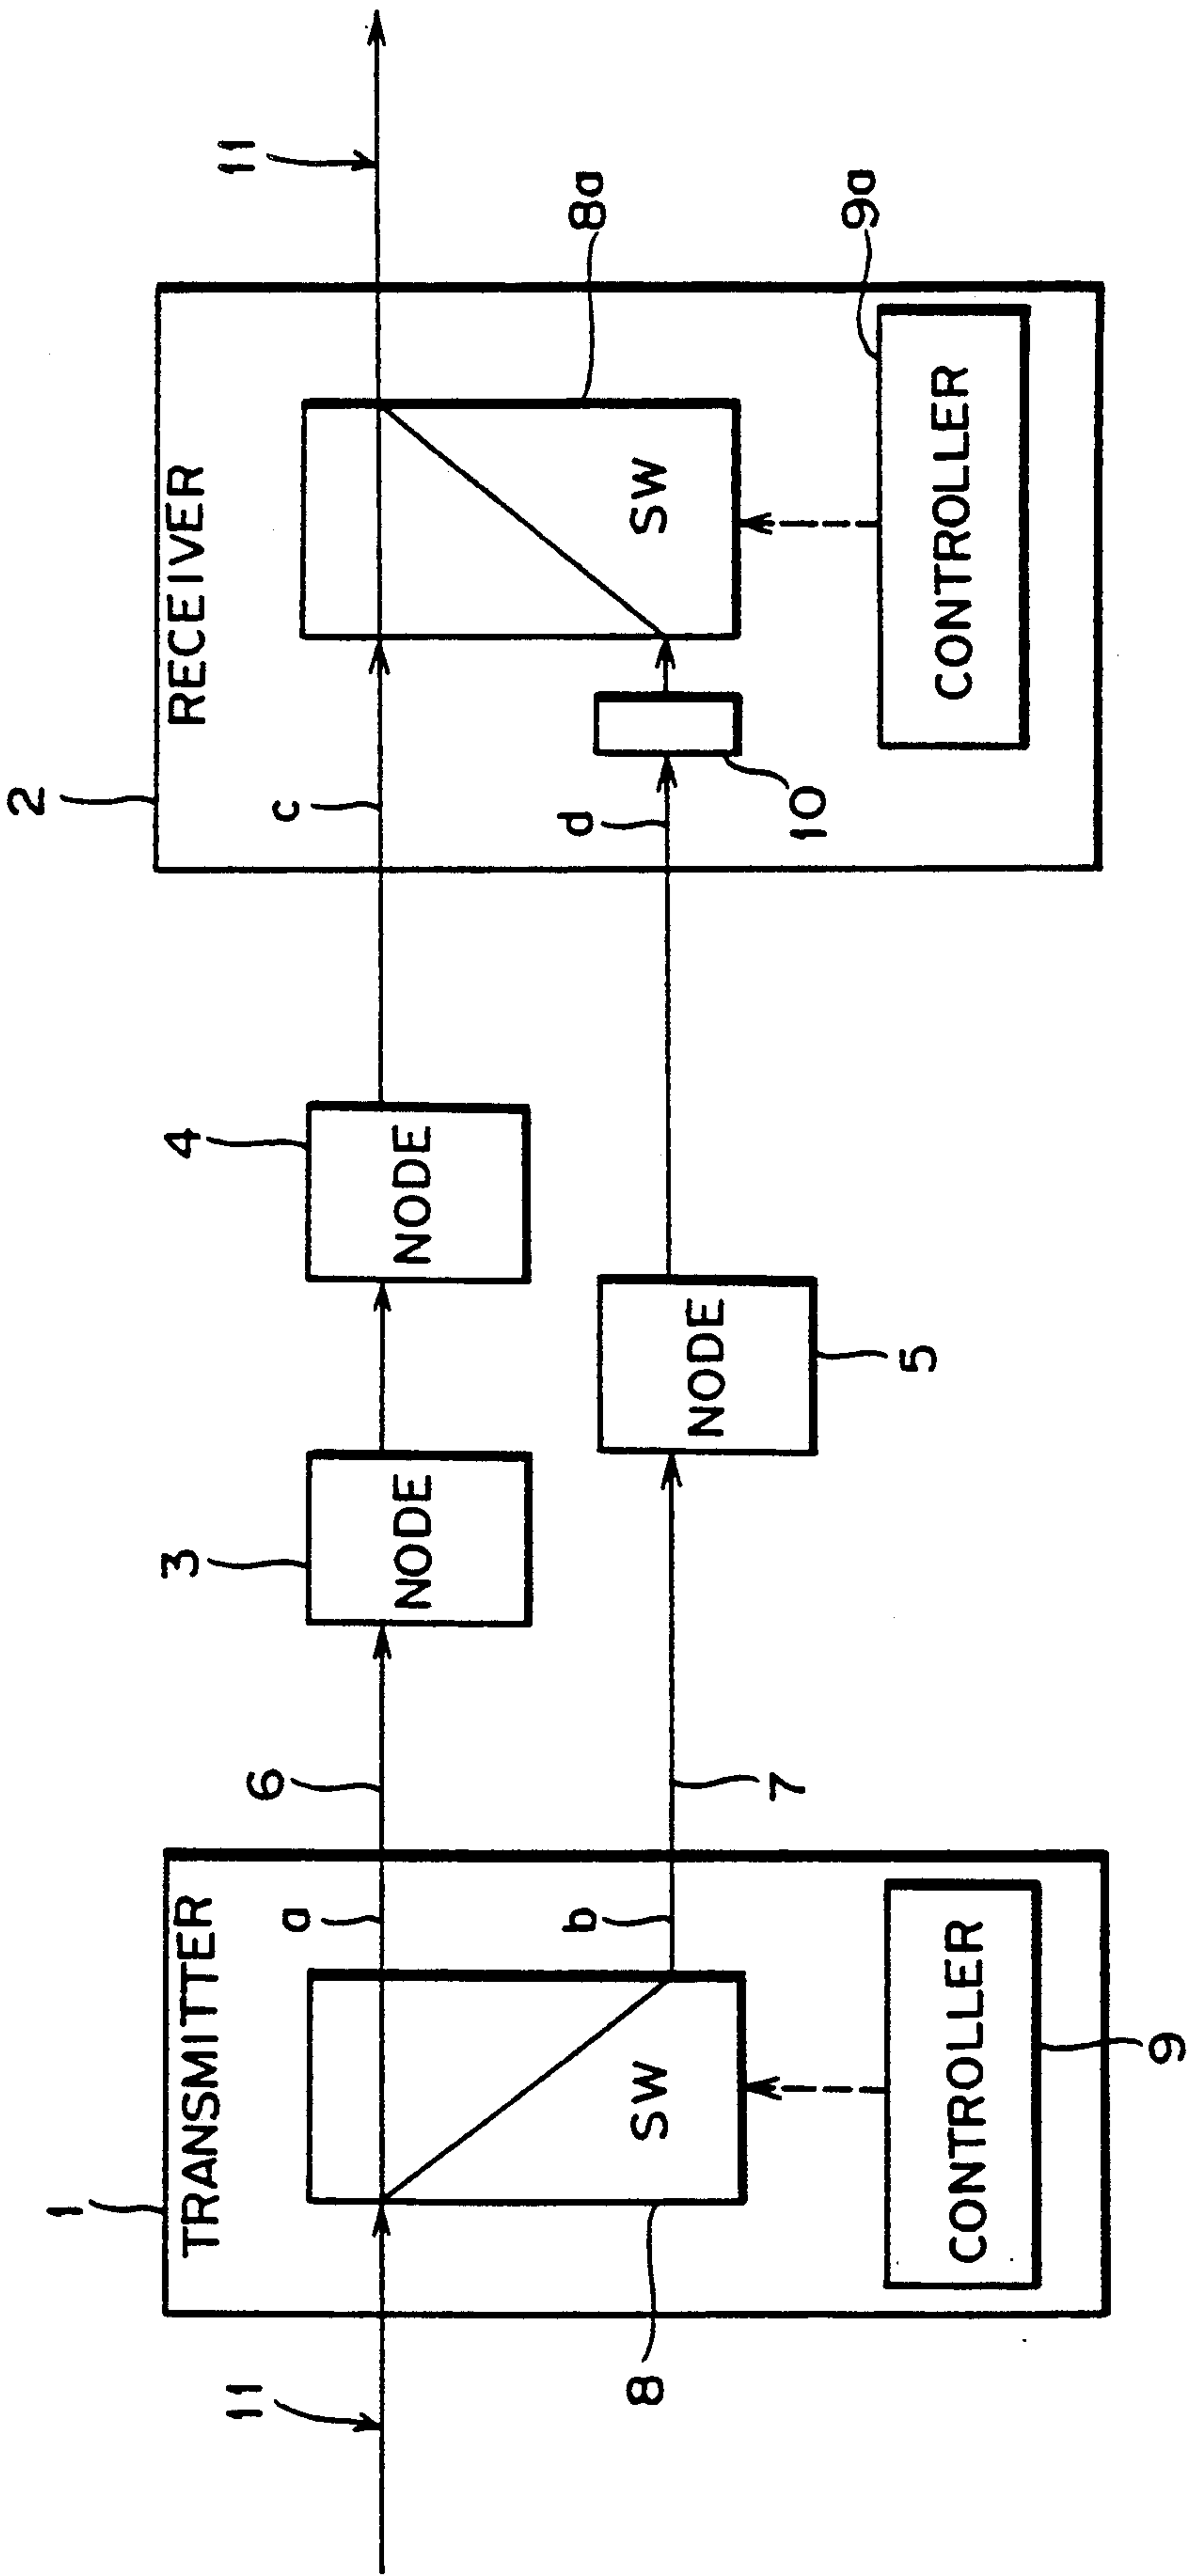 1
TRANSMITTER
11
a
6
3
NODE
4
NODE
c
2
RECEIVER
11
SW
8
b
7
NODE
5
d
10
SW
8a
CONTROLLER
9
CONTROLLER
9a